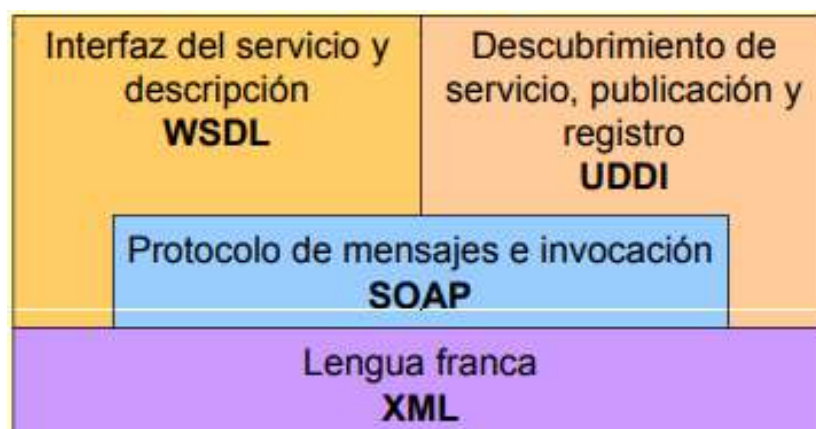 Interfaz del servicio y
descripción
WSDL
Descubrimiento de
servicio, publicación y
registro
UDDI
Protocolo de mensajes e invocación
SOAP
Lengua franca
XML